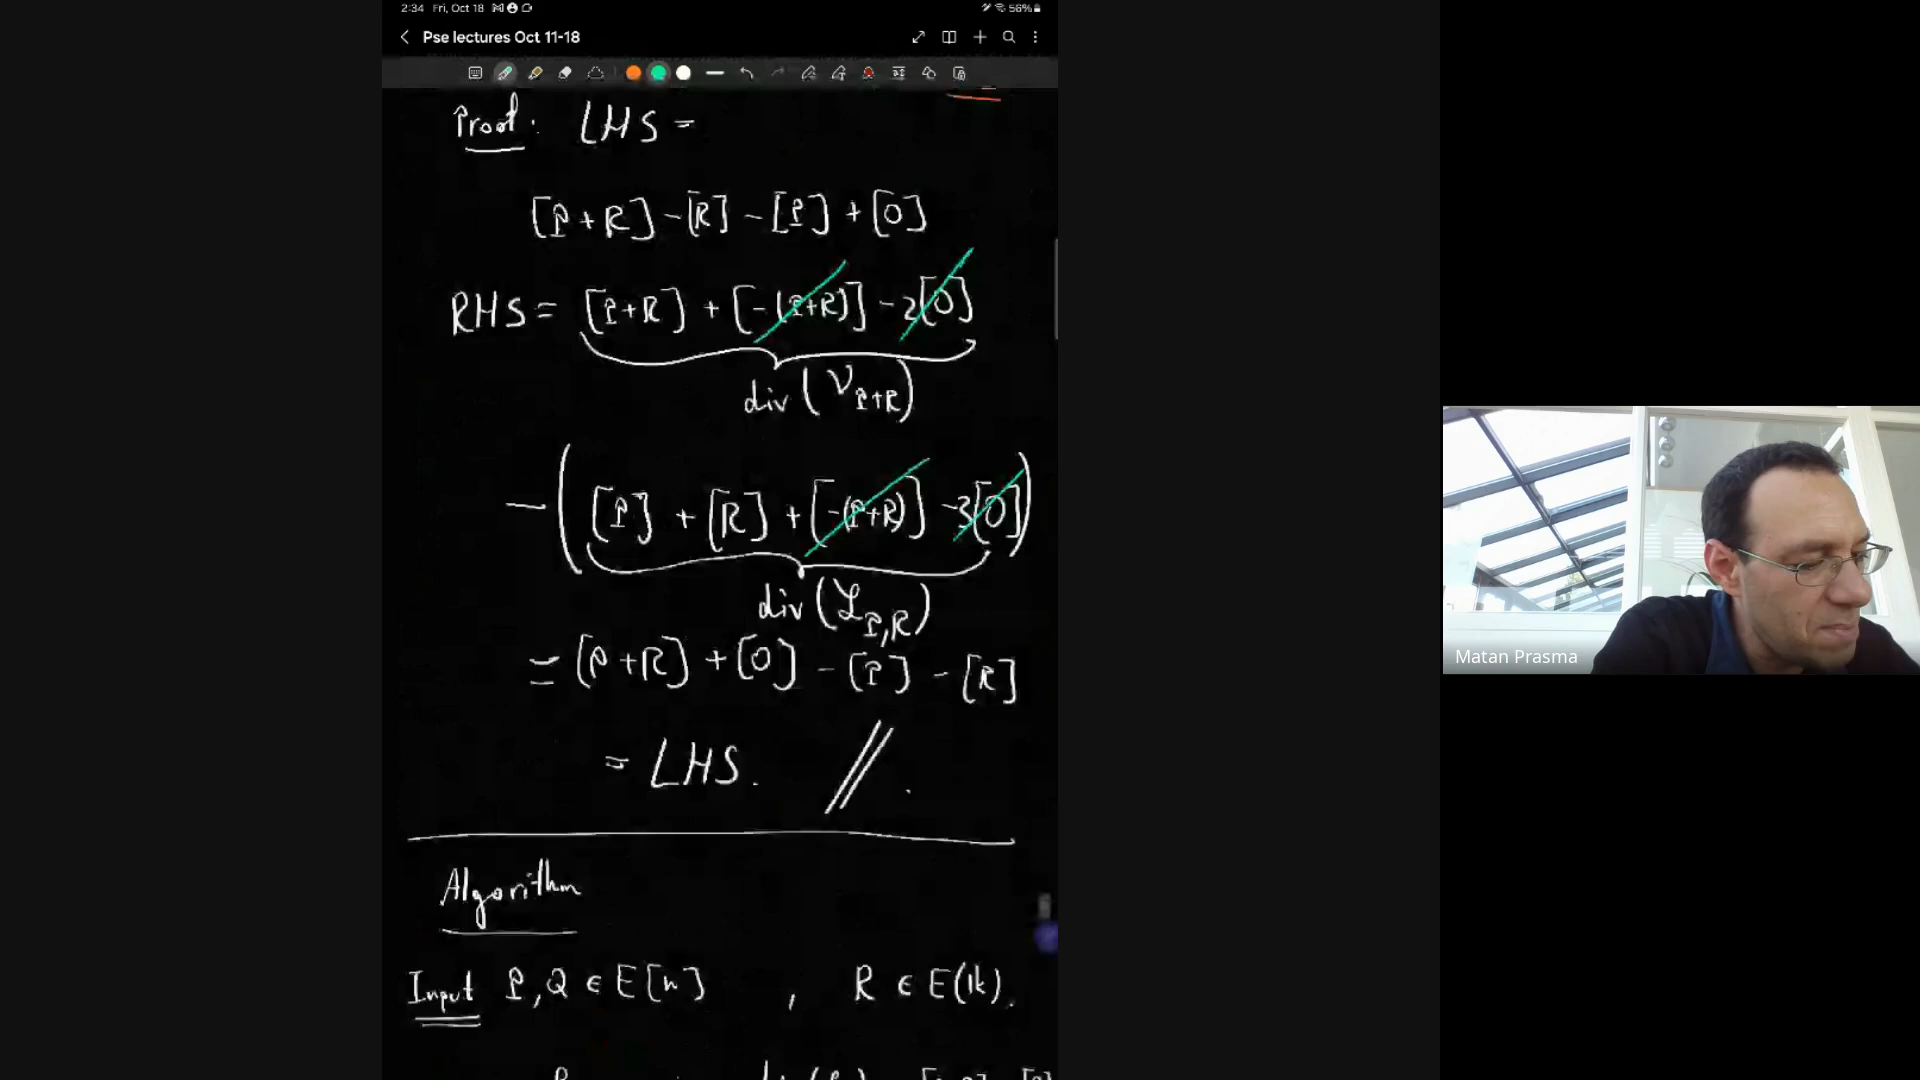 2:34 Fri, Oct 18
56%
Pse lectures Oct 11-18
Proof: LHS =
[P+R] - [R] - [P] + [O]
RHS = [P+R] + [-(P+R)] - 2[O]
div(V_{P+R})
- ([P] + [R] + [-(P+R)] - 3[O])
div(L_{P,R})
= [P+R] + [O] - [P] - [R]
= LHS. //.
Algorithm
Input P, Q ∈ E[n] , R ∈ E(lk).
Matan Prasma